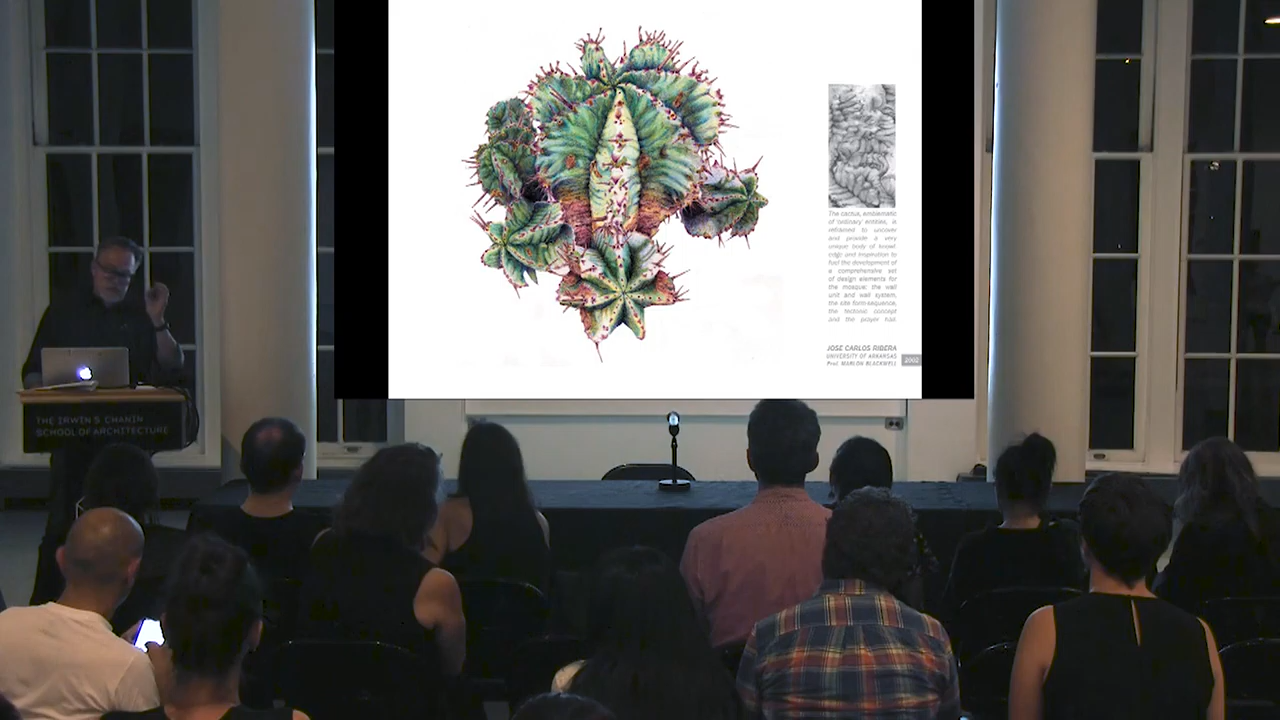 The cactus, emblematic
of ordinary entities, is
reframed to uncover
and provide a very
unique body of knowl-
edge and inspiration to
fuel the development of
a comprehensive set
of design elements for
the mosque: the wall
unit and wall system,
the site form-sequence,
the tectonic concept
and the prayer hall.
JOSE CARLOS RIBERA
UNIVERSITY OF ARKANSAS
Prof. MARLON BLACKWELL
2002
THE IRWIN S. CHANIN
SCHOOL OF ARCHITECTURE